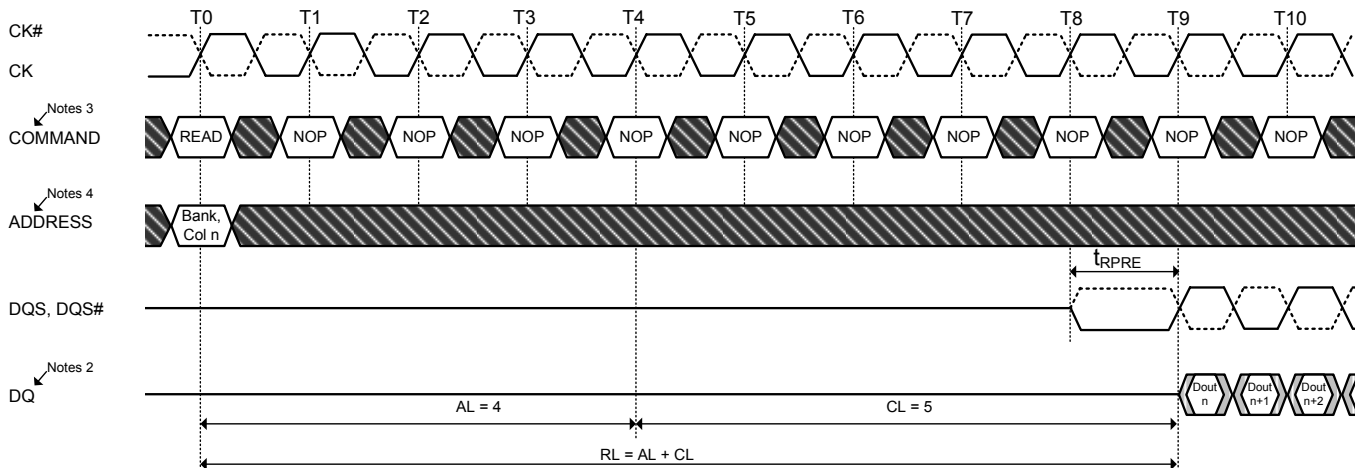 T0 T1 T2 T3 T4 T5 T6 T7 T8 T9 T10
CK#
CK
Notes 3
COMMAND READ NOP NOP NOP NOP NOP NOP NOP NOP NOP NOP
Notes 4
ADDRESS
Bank,
Col n
tRPRE
DQS, DQS#
Notes 2
DQ
Dout Dout Dout
n n+1 n+2
AL = 4 CL = 5
RL = AL + CL